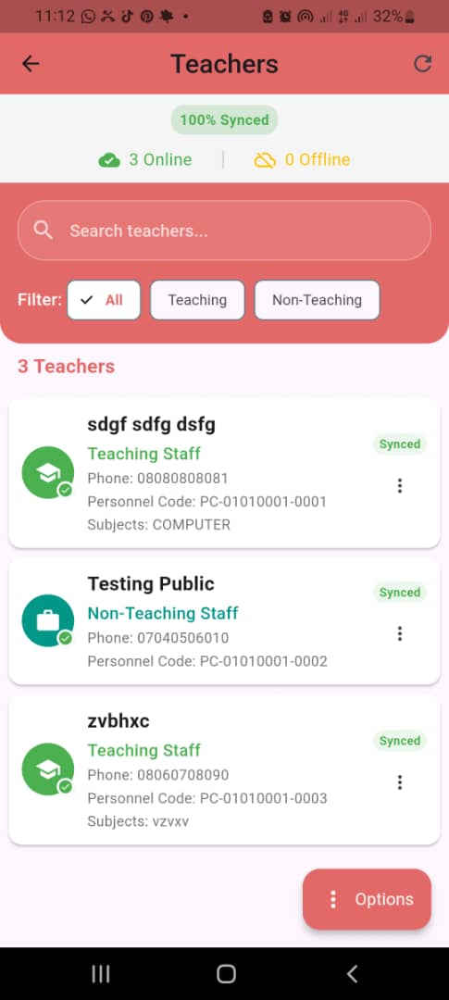 11:12
4G
32%
Teachers
100% Synced
3 Online
0 Offline
Search teachers...
Filter:
All
Teaching
Non-Teaching
3 Teachers
sdgf sdfg dsfg
Synced
Teaching Staff
Phone: 08080808081
Personnel Code: PC-01010001-0001
Subjects: COMPUTER
Testing Public
Synced
Non-Teaching Staff
Phone: 07040506010
Personnel Code: PC-01010001-0002
zvbhxc
Synced
Teaching Staff
Phone: 08060708090
Personnel Code: PC-01010001-0003
Subjects: vzvxv
Options